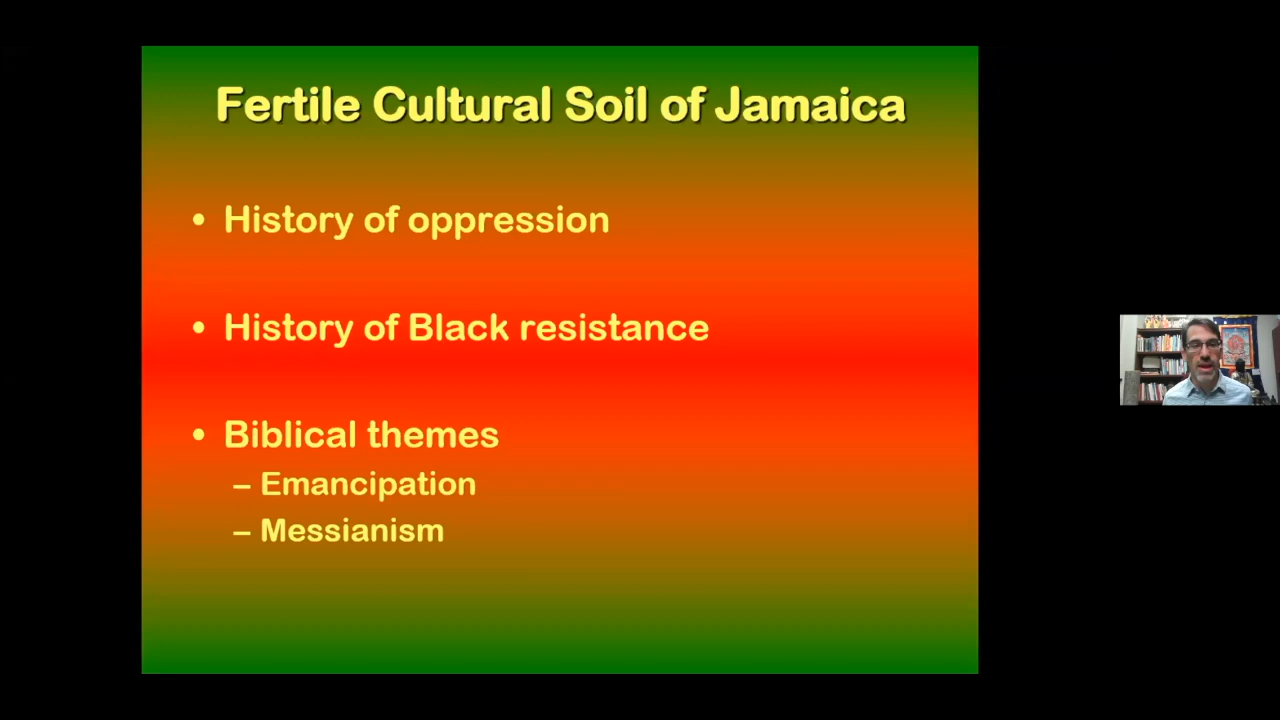 Fertile Cultural Soil of Jamaica
• History of oppression
• History of Black resistance
• Biblical themes
– Emancipation
– Messianism